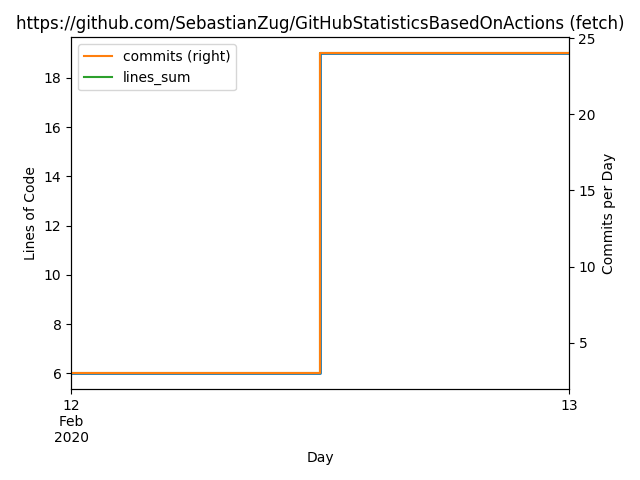 https://github.com/SebastianZug/GitHubStatisticsBasedOnActions (fetch)
commits (right)
lines_sum
Lines of Code
18
16
14
12
10
8
6
25
20
15
10
5
Commits per Day
12
Feb
2020
13
Day